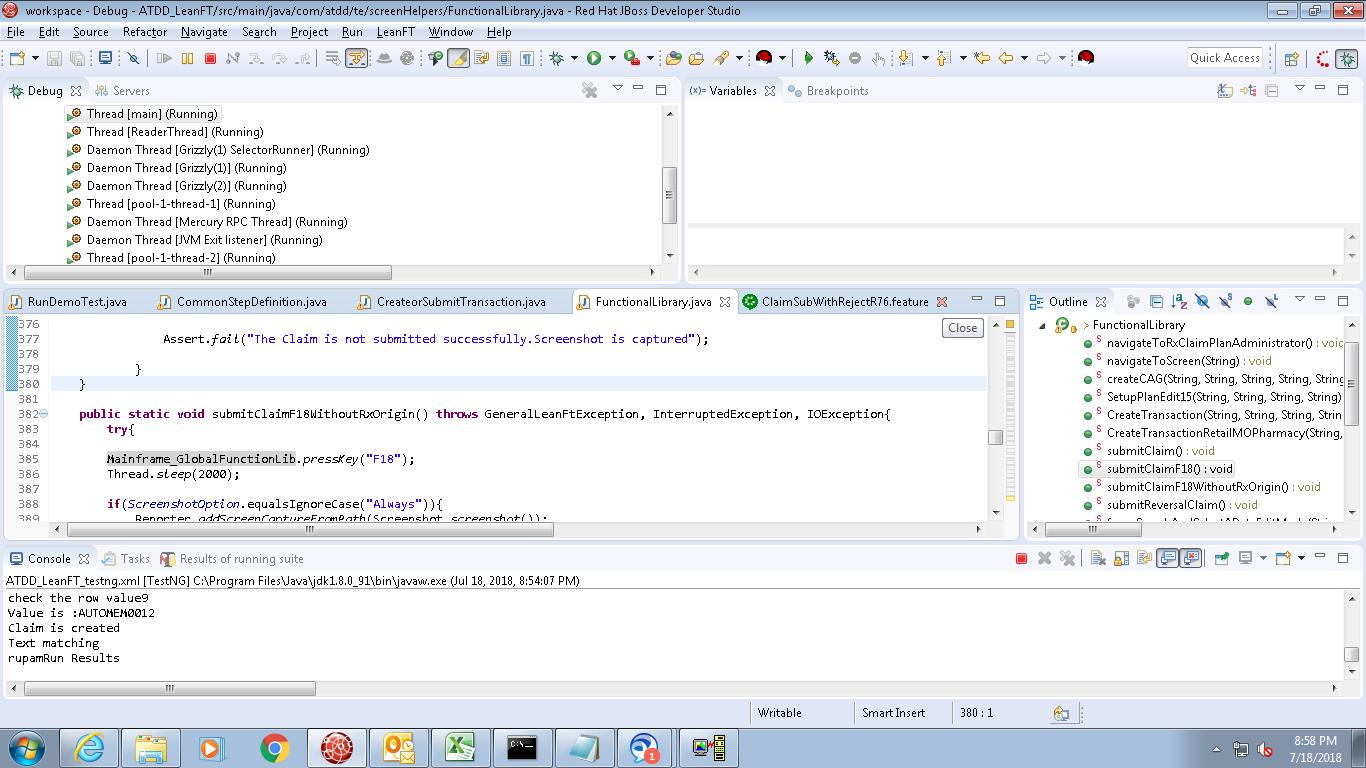 workspace - Debug - ATDD_LeanFT/src/main/java/com/atdd/te/screenHelpers/FunctionalLibrary.java - Red Hat JBoss Developer Studio
File Edit Source Refactor Navigate Search Project Run LeanFT Window Help
Quick Access
Debug Servers
Thread [main] (Running)
Thread [ReaderThread] (Running)
Daemon Thread [Grizzly(1) SelectorRunner] (Running)
Daemon Thread [Grizzly(1)] (Running)
Daemon Thread [Grizzly(2)] (Running)
Thread [pool-1-thread-1] (Running)
Daemon Thread [Mercury RPC Thread] (Running)
Daemon Thread [JVM Exit listener] (Running)
Thread [pool-1-thread-2] (Running)
(x)= Variables Breakpoints
RunDemoTest.java CommonStepDefinition.java CreateorSubmitTransaction.java FunctionalLibrary.java ClaimSubWithRejectR76.feature
Close
376
377 Assert.fail("The Claim is not submitted successfully.Screenshot is captured");
378
379 }
380 }
381
382 public static void submitClaimF18WithoutRxOrigin() throws GeneralLeanFtException, InterruptedException, IOException{
383 try{
384
385 Mainframe_GlobalFunctionLib.pressKey("F18");
386 Thread.sleep(2000);
387
388 if(ScreenshotOption.equalsIgnoreCase("Always")){
389 Reporter.addScreenCaptureFromPath(Screenshot.screenshot());
Outline
> FunctionalLibrary
navigateToRxClaimPlanAdministrator() : void
navigateToScreen(String) : void
createCAG(String, String, String, String, String
SetupPlanEdit15(String, String, String, String)
CreateTransaction(String, String, String, Strin
CreateTransactionRetailMOPharmacy(String,
submitClaim() : void
submitClaimF18() : void
submitClaimF18WithoutRxOrigin() : void
submitReversalClaim() : void
Console Tasks Results of running suite
ATDD_LeanFT_testng.xml [TestNG] C:\Program Files\Java\jdk1.8.0_91\bin\javaw.exe (Jul 18, 2018, 8:54:07 PM)
check the row value9
Value is :AUTOMEM0012
Claim is created
Text matching
rupamRun Results
Writable Smart Insert 380 : 1
8:58 PM
7/18/2018